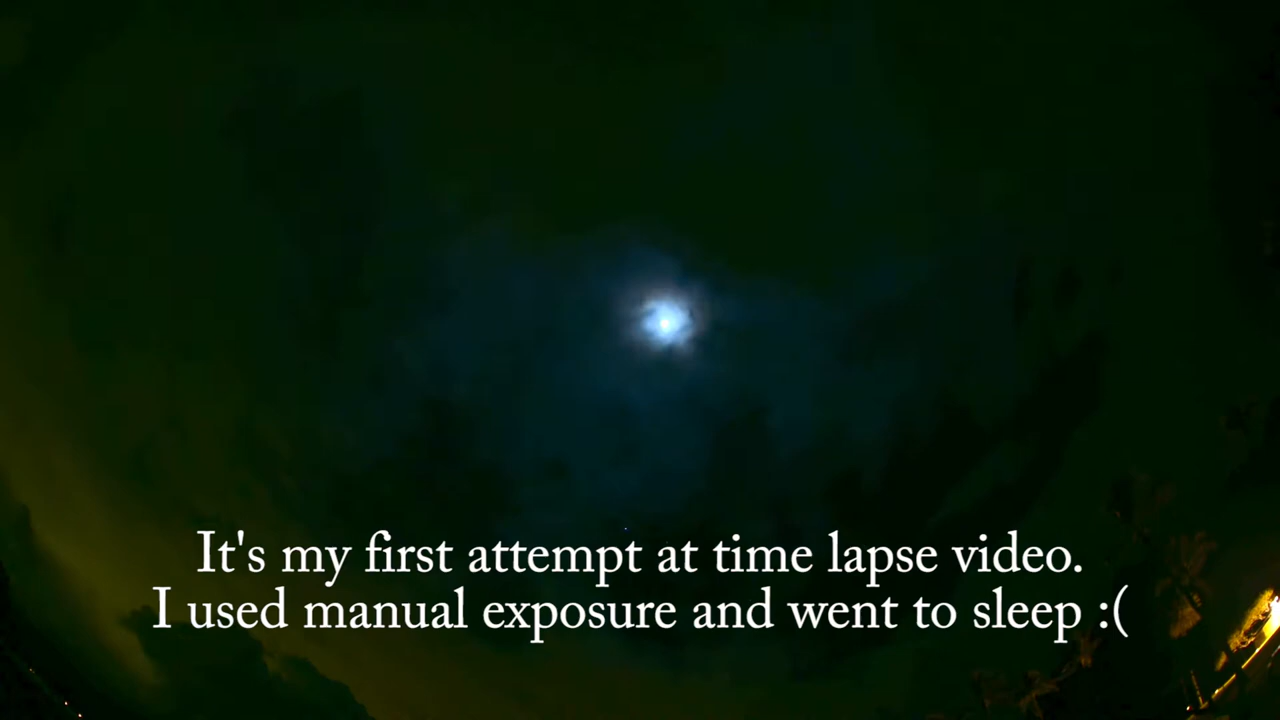 It's my first attempt at time lapse video.
I used manual exposure and went to sleep :(